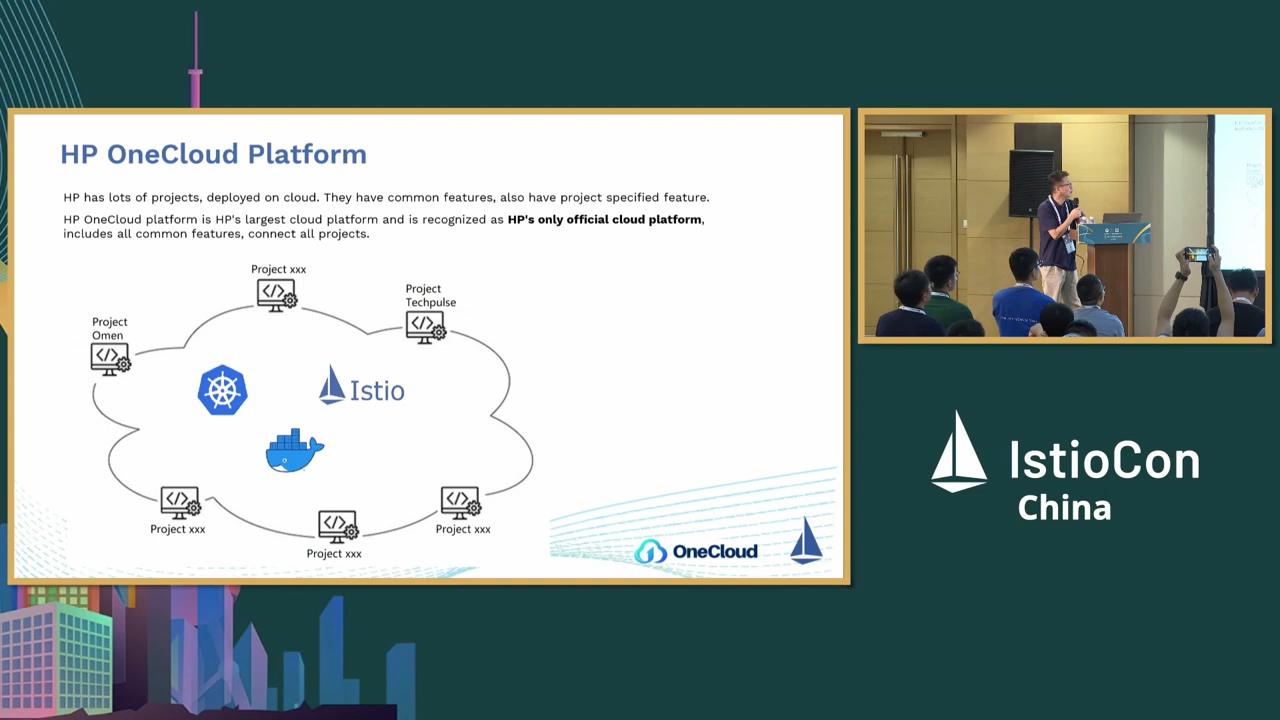 HP OneCloud Platform
HP has lots of projects, deployed on cloud. They have common features, also have project specified feature.
HP OneCloud platform is HP's largest cloud platform and is recognized as HP's only official cloud platform,
includes all common features, connect all projects.
Project xxx
Project
Techpulse
Project
Omen
Istio
Project xxx
Project xxx
Project xxx
OneCloud
IstioCon
China